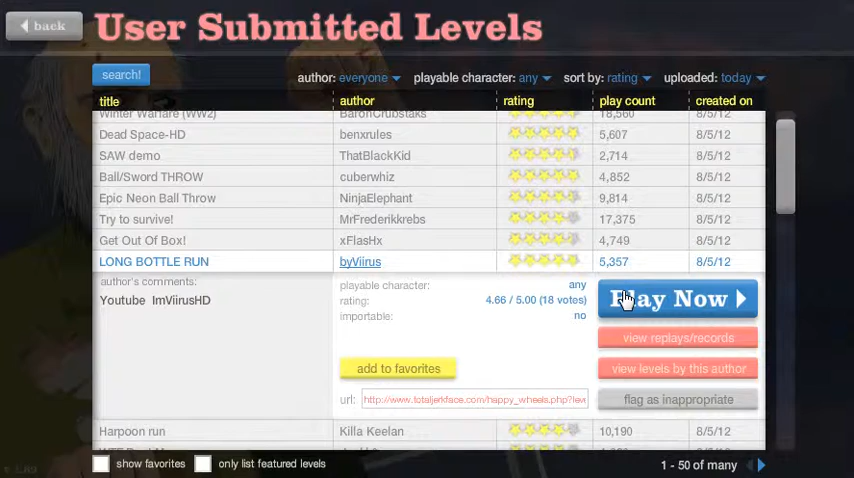 back
User Submitted Levels
search!
author: everyone playable character: any sort by: rating uploaded: today
title author rating play count created on
Winter Warfare (WW2) BaronCrubstaks 18,560 8/5/12
Dead Space-HD benxrules 5,607 8/5/12
SAW demo ThatBlackKid 2,714 8/5/12
Ball/Sword THROW cuberwhiz 4,852 8/5/12
Epic Neon Ball Throw NinjaElephant 9,814 8/5/12
Try to survive! MrFrederikkrebs 17,375 8/5/12
Get Out Of Box! xFlasHx 4,749 8/5/12
LONG BOTTLE RUN byViirus 5,357 8/5/12
author's comments:
Youtube ImViirusHD
playable character: any
rating: 4.66 / 5.00 (18 votes)
importable: no
Play Now
view replays/records
add to favorites
view levels by this author
url: http://www.totaljerkface.com/happy_wheels.php?lev
flag as inappropriate
Harpoon run Killa Keelan 10,190 8/5/12
show favorites only list featured levels 1 - 50 of many